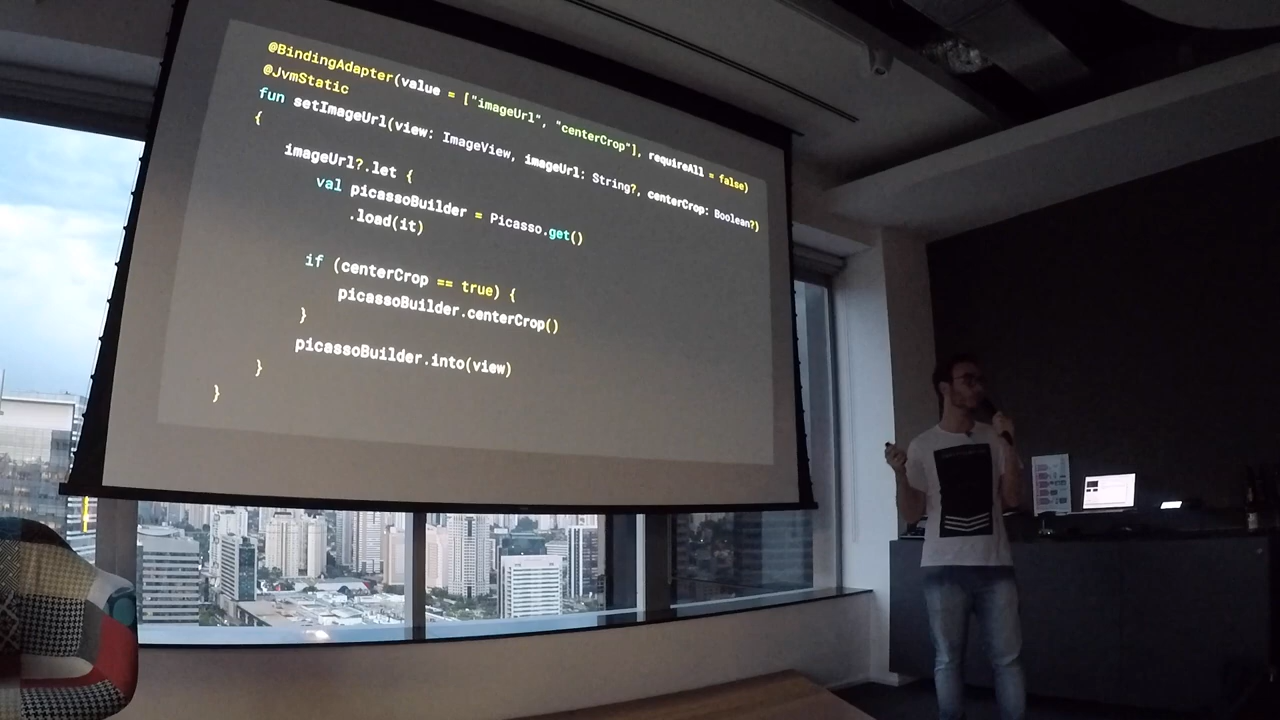 @BindingAdapter(value = ["imageUrl", "centerCrop"], requireAll = false)
@JvmStatic
fun setImageUrl(view: ImageView, imageUrl: String?, centerCrop: Boolean?)
{
imageUrl?.let {
val picassoBuilder = Picasso.get()
.load(it)
if (centerCrop == true) {
picassoBuilder.centerCrop()
}
picassoBuilder.into(view)
}
}